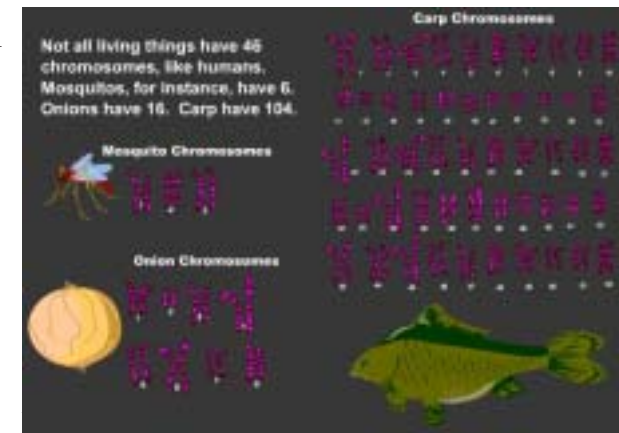 Not all living things have 46
chromosomes, like humans.
Mosquitos, for instance, have 6.
Onions have 16. Carp have 104.
Mosquito Chromosomes
Onion Chromosomes
Carp Chromosomes